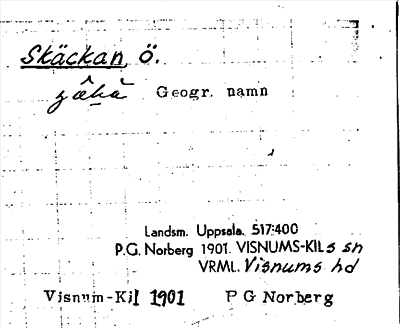 Skäckan, Ö.
Geogr. namn
Landsm. Uppsala. 517:400
P.G. Norberg 1901. VISNUMS-KILs sn
VRML. Visnums hd
Visnum-Kil 1901 P G Norberg